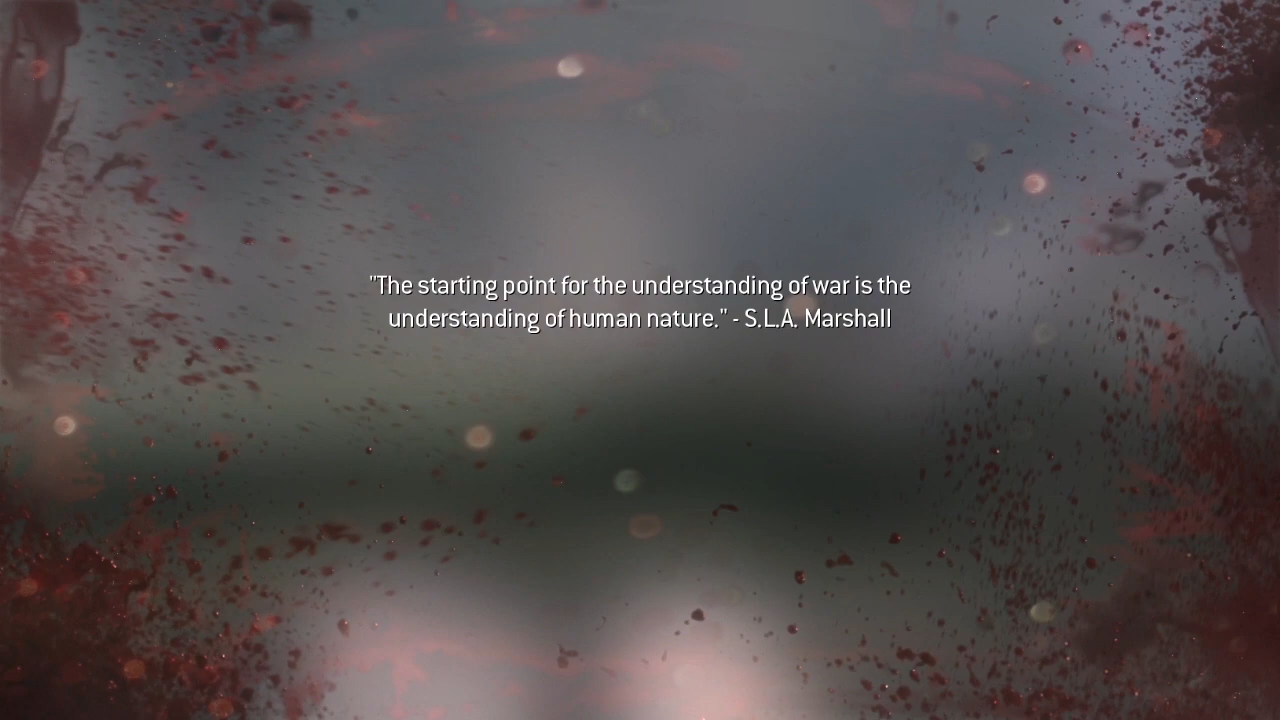 "The starting point for the understanding of war is the
understanding of human nature." - S.L.A. Marshall